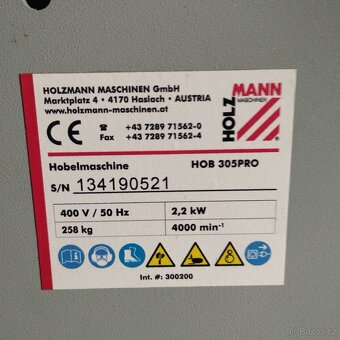 HOLZMANN MASCHINEN GmbH
Marktplatz 4 • 4170 Haslach • AUSTRIA
www.holzmann-maschinen.at
CE
☎ +43 7289 71562-0
Fax +43 7289 71562-4
HOLZ
MANN
MASCHINEN
Hobelmaschine HOB 305PRO
S/N 134190521
400 V / 50 Hz 2,2 kW
258 kg 4000 min⁻¹
Int. #: 300200